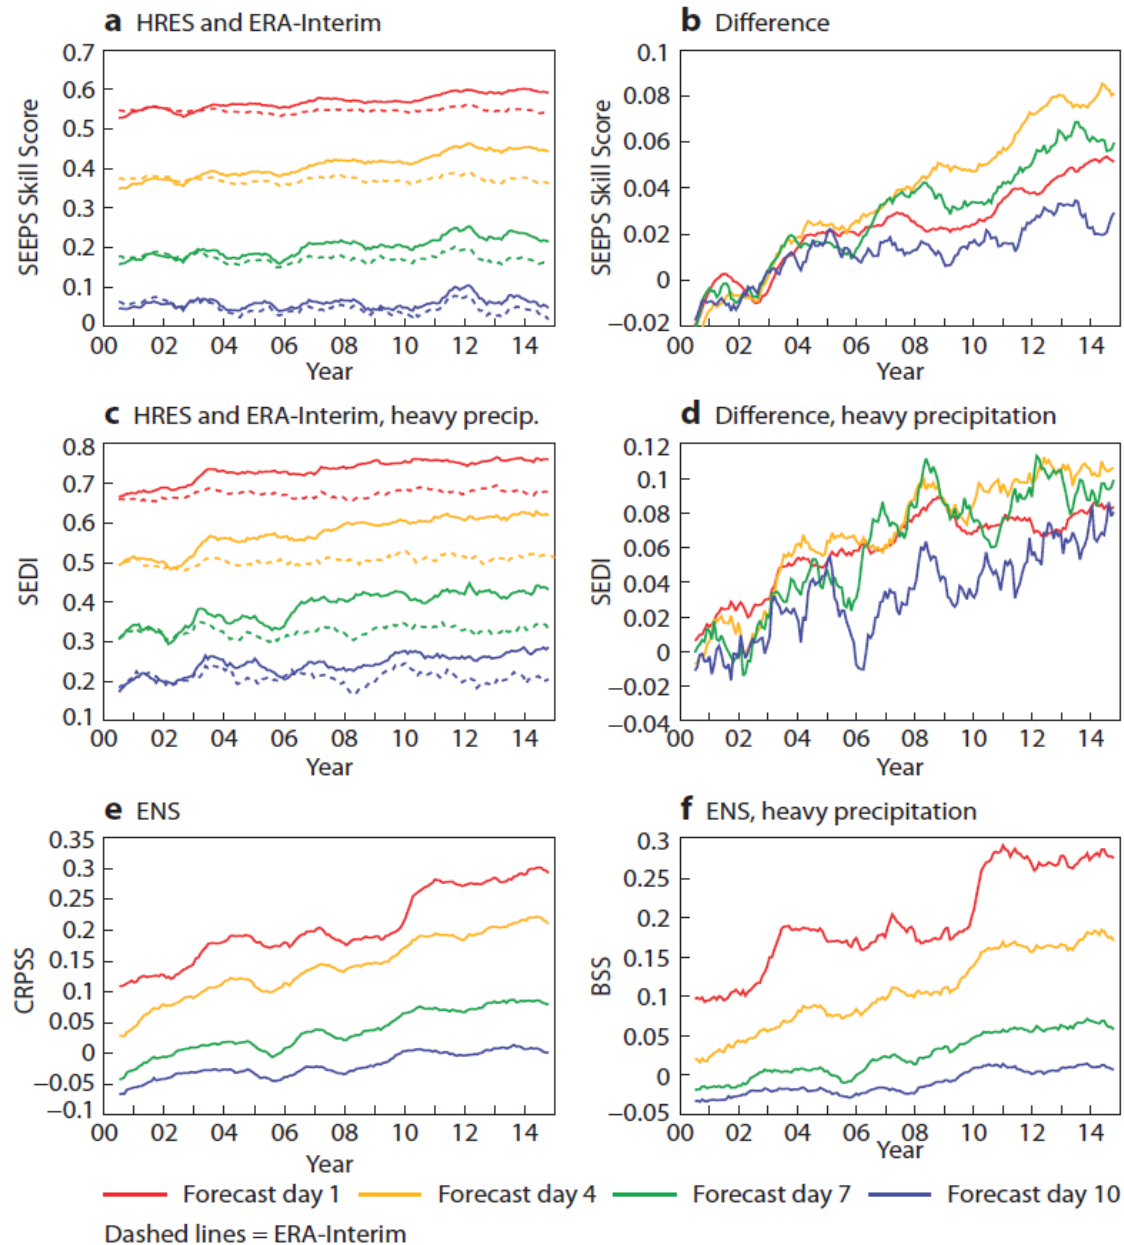 a HRES and ERA-Interim
SEEPS Skill Score
0.7
0.6
0.5
0.4
0.3
0.2
0.1
0
00 02 04 06 08 10 12 14
Year
b Difference
SEEPS Skill Score
0.1
0.08
0.06
0.04
0.02
0
−0.02
00 02 04 06 08 10 12 14
Year
c HRES and ERA-Interim, heavy precip.
SEDI
0.8
0.7
0.6
0.5
0.4
0.3
0.2
0.1
00 02 04 06 08 10 12 14
Year
d Difference, heavy precipitation
SEDI
0.12
0.1
0.08
0.06
0.04
0.02
0
−0.02
−0.04
00 02 04 06 08 10 12 14
Year
e ENS
CRPSS
0.35
0.3
0.25
0.2
0.15
0.1
0.05
0
−0.05
−0.1
00 02 04 06 08 10 12 14
Year
f ENS, heavy precipitation
BSS
0.3
0.25
0.2
0.15
0.1
0.05
0
−0.05
00 02 04 06 08 10 12 14
Year
Forecast day 1 Forecast day 4 Forecast day 7 Forecast day 10
Dashed lines = ERA-Interim